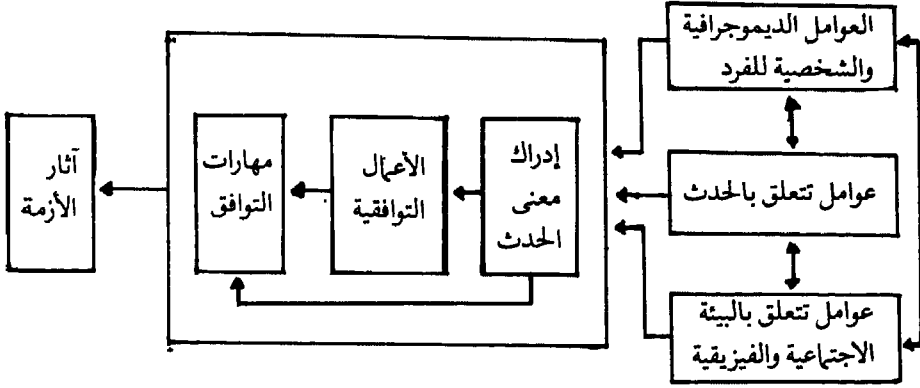 العوامل الديموجرافية
والشخصية للفرد
عوامل تتعلق بالحدث
عوامل تتعلق بالبيئة
الاجتماعية والفيزيقية
إدراك
معنى
الحدث
الأعمال
التوافقية
مهارات
التوافق
آثار
الأزمة